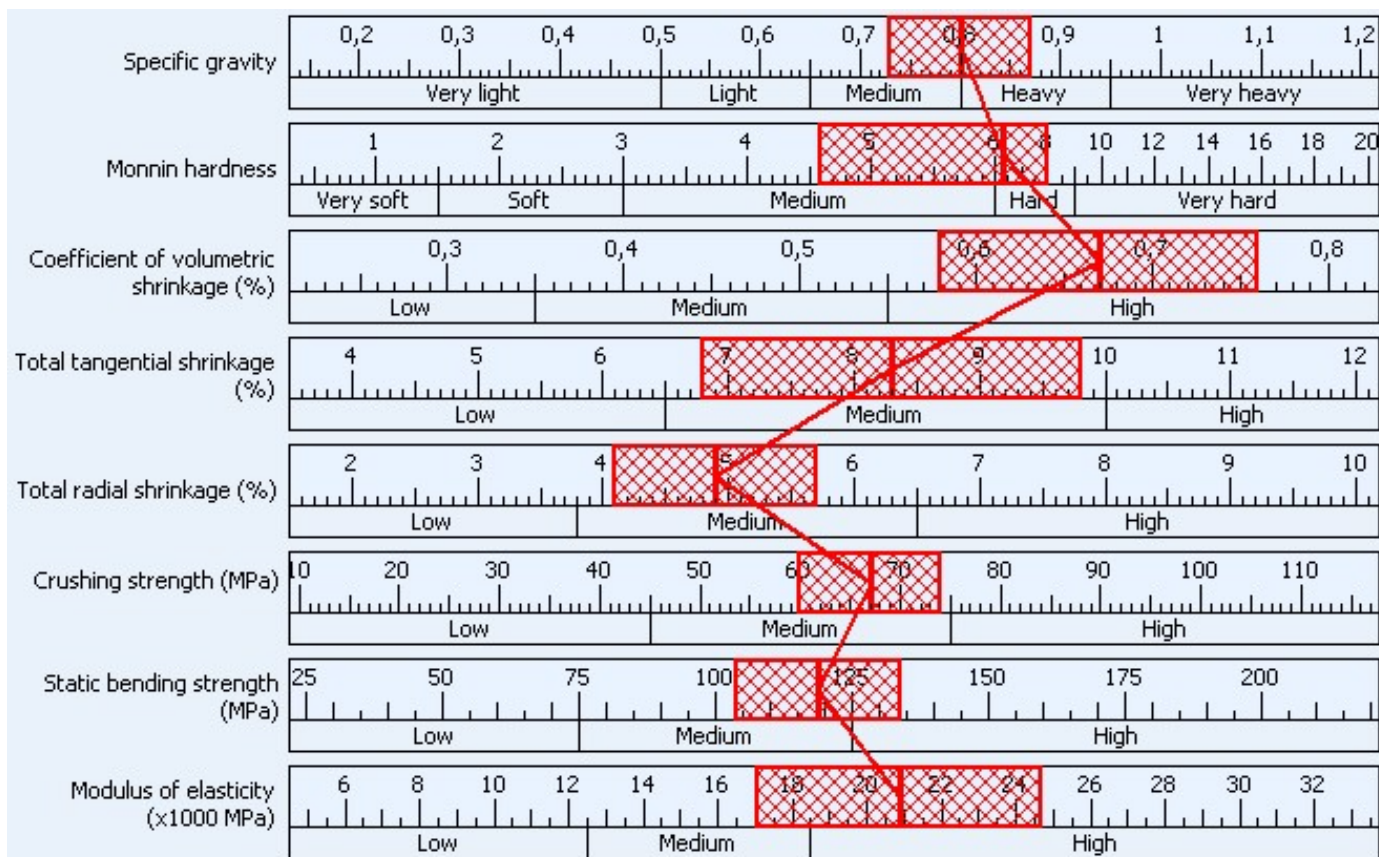 0,2 0,3 0,4 0,5 0,6 0,7 0,8 0,9 1 1,1 1,2
Specific gravity
Very light Light Medium Heavy Very heavy
1 2 3 4 5 6 8 10 12 14 16 18 20
Monnin hardness
Very soft Soft Medium Hard Very hard
0,3 0,4 0,5 0,6 0,7 0,8
Coefficient of volumetric
shrinkage (%)
Low Medium High
4 5 6 7 8 9 10 11 12
Total tangential shrinkage
(%)
Low Medium High
2 3 4 5 6 7 8 9 10
Total radial shrinkage (%)
Low Medium High
10 20 30 40 50 60 70 80 90 100 110
Crushing strength (MPa)
Low Medium High
25 50 75 100 125 150 175 200
Static bending strength
(MPa)
Low Medium High
6 8 10 12 14 16 18 20 22 24 26 28 30 32
Modulus of elasticity
(x1000 MPa)
Low Medium High